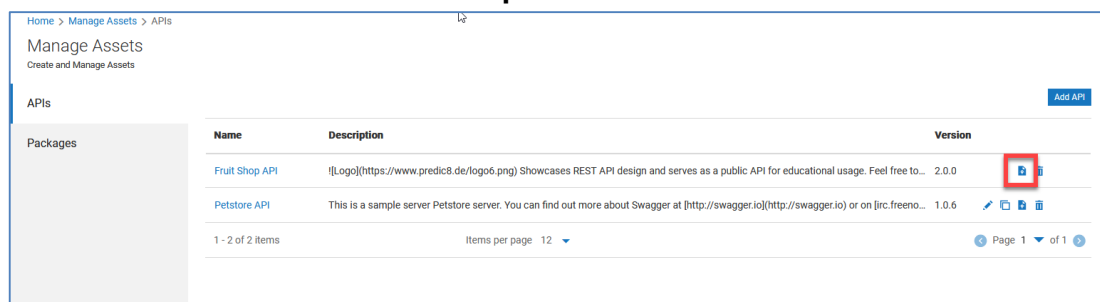 Home > Manage Assets > APIs
Manage Assets
Create and Manage Assets
APIs
Add API
Packages
Name Description Version
Fruit Shop API ![Logo](https://www.predic8.de/logo6.png) Showcases REST API design and serves as a public API for educational usage. Feel free to... 2.0.0
Petstore API This is a sample server Petstore server. You can find out more about Swagger at [http://swagger.io](http://swagger.io) or on [irc.freeno... 1.0.6
1 - 2 of 2 items Items per page 12 Page 1 of 1